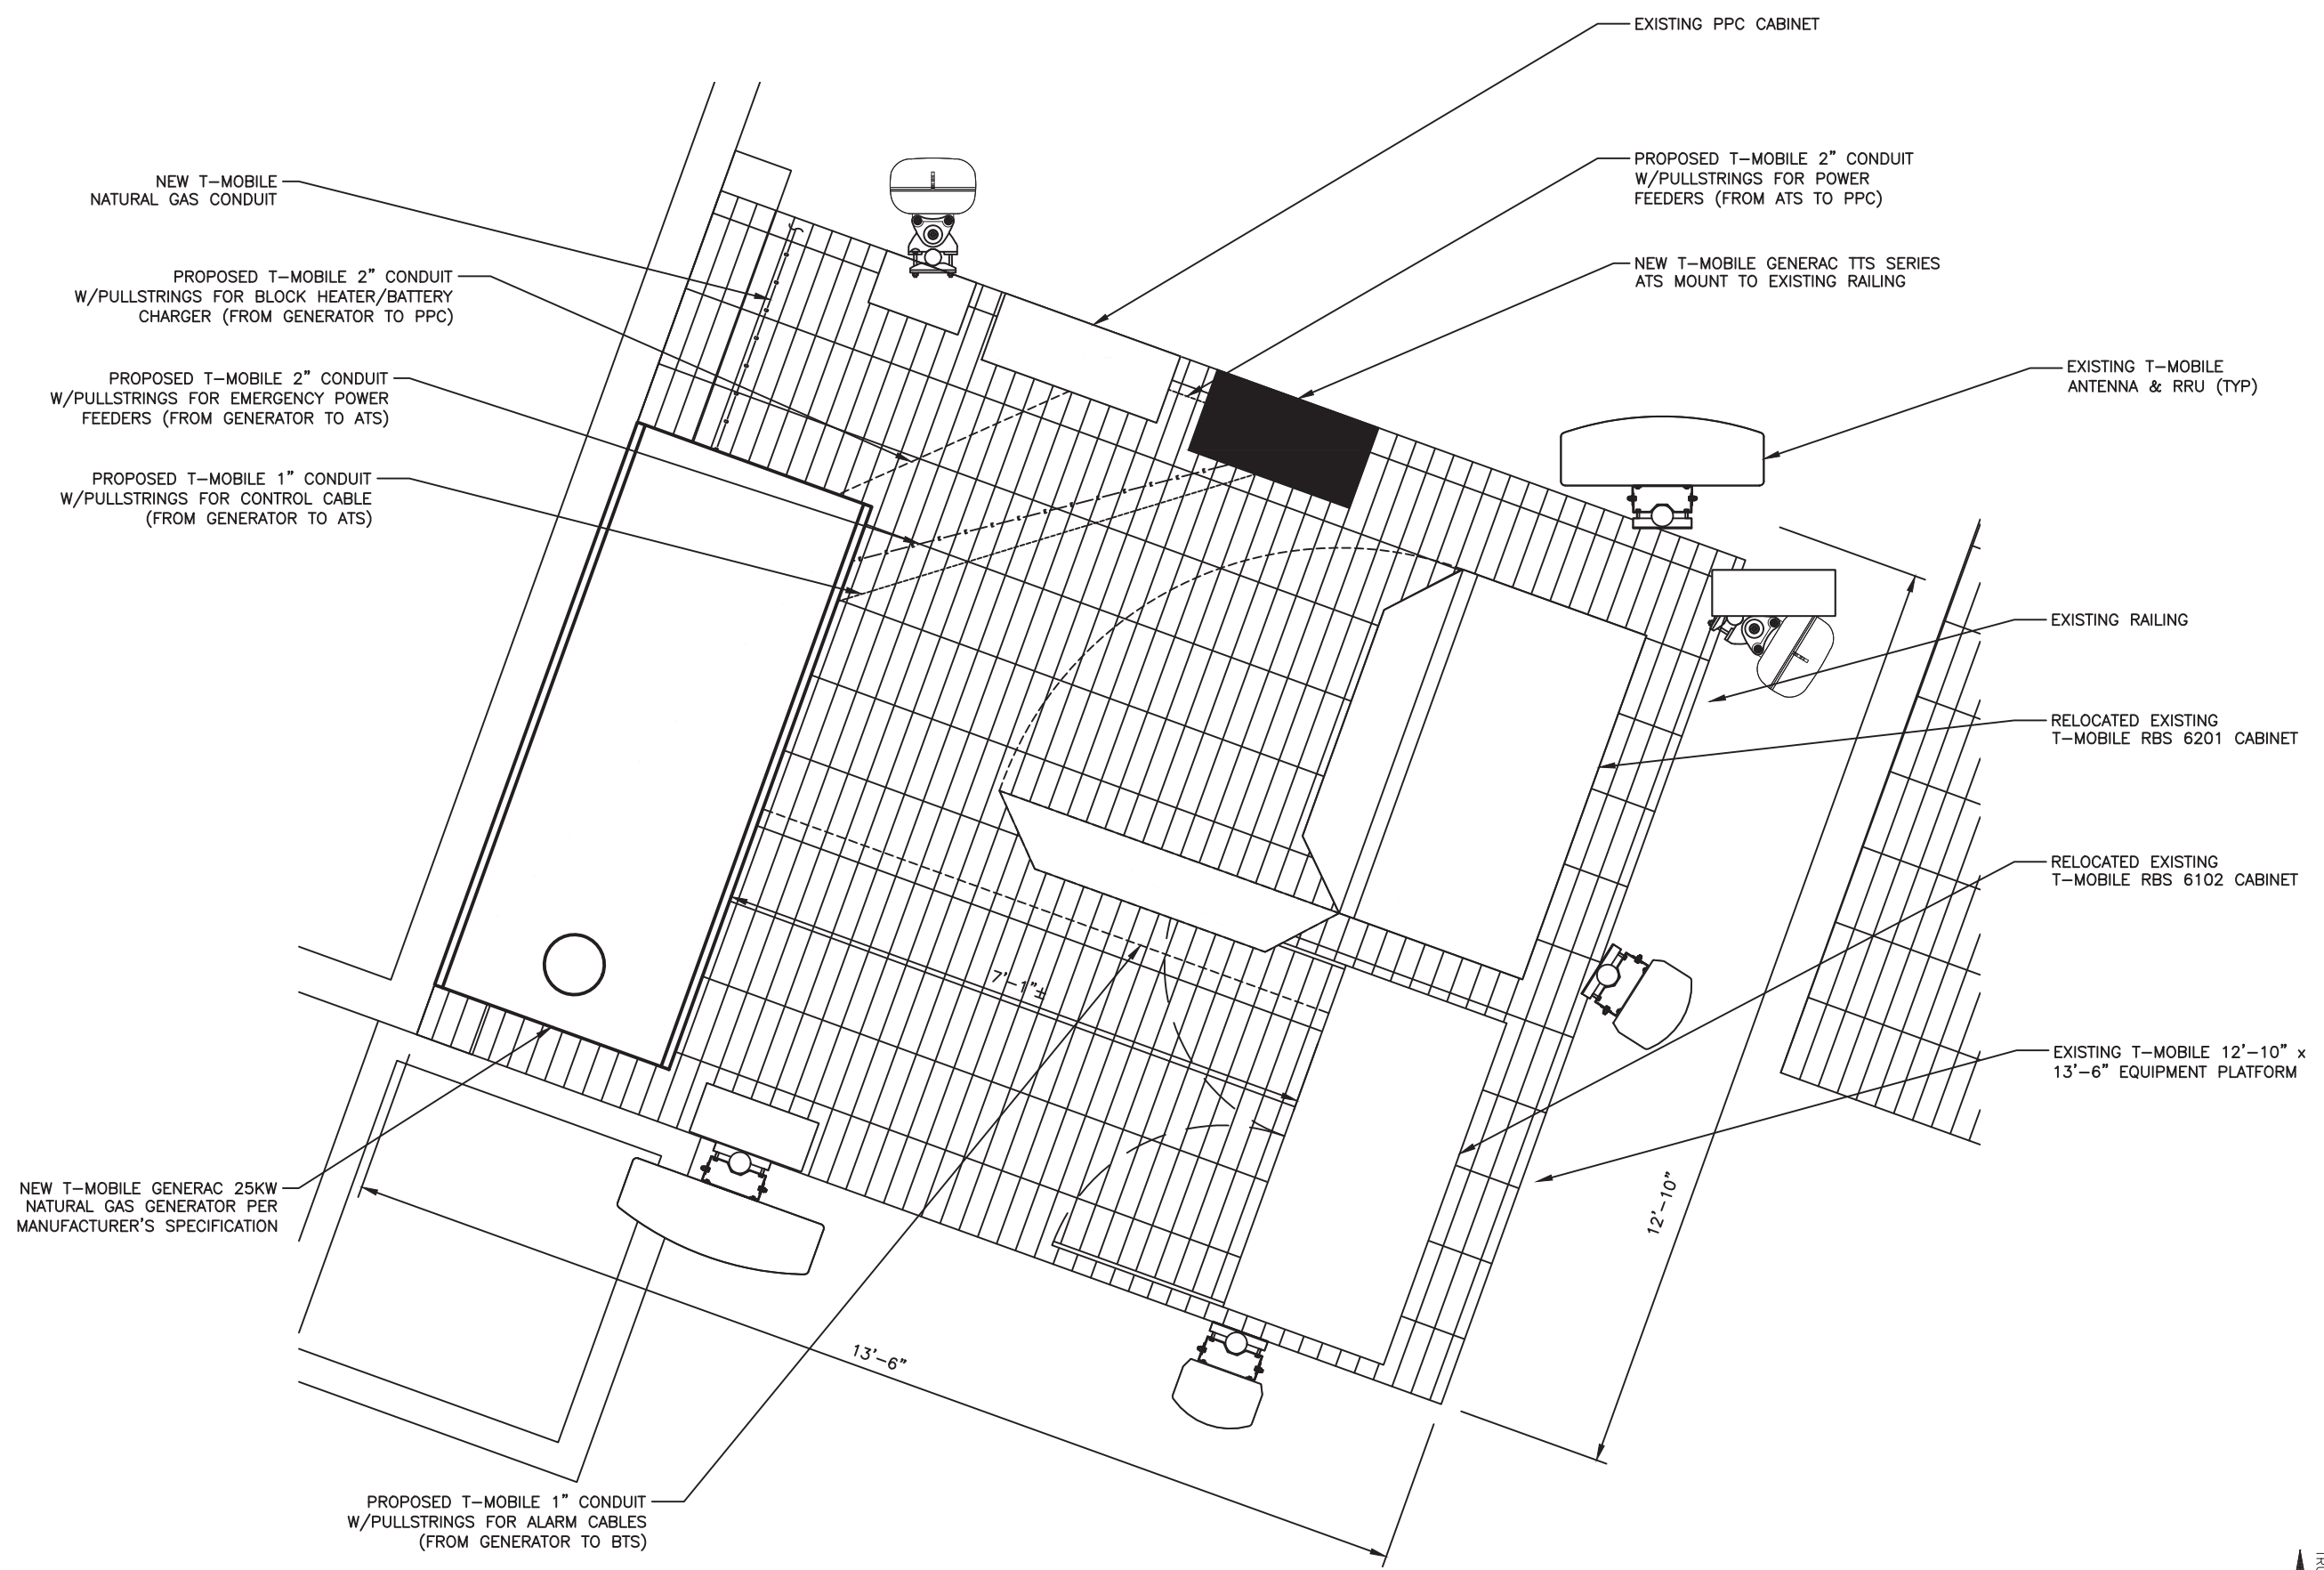 EXISTING PPC CABINET
PROPOSED T-MOBILE 2" CONDUIT
W/PULLSTRINGS FOR POWER
FEEDERS (FROM ATS TO PPC)
NEW T-MOBILE
NATURAL GAS CONDUIT
NEW T-MOBILE GENERAC TTS SERIES
ATS MOUNT TO EXISTING RAILING
PROPOSED T-MOBILE 2" CONDUIT
W/PULLSTRINGS FOR BLOCK HEATER/BATTERY
CHARGER (FROM GENERATOR TO PPC)
EXISTING T-MOBILE
ANTENNA & RRU (TYP)
PROPOSED T-MOBILE 2" CONDUIT
W/PULLSTRINGS FOR EMERGENCY POWER
FEEDERS (FROM GENERATOR TO ATS)
PROPOSED T-MOBILE 1" CONDUIT
W/PULLSTRINGS FOR CONTROL CABLE
(FROM GENERATOR TO ATS)
EXISTING RAILING
RELOCATED EXISTING
T-MOBILE RBS 6201 CABINET
RELOCATED EXISTING
T-MOBILE RBS 6102 CABINET
7'-1"±
EXISTING T-MOBILE 12'-10" x
13'-6" EQUIPMENT PLATFORM
NEW T-MOBILE GENERAC 25KW
NATURAL GAS GENERATOR PER
MANUFACTURER'S SPECIFICATION
12'-10"
13'-6"
PROPOSED T-MOBILE 1" CONDUIT
W/PULLSTRINGS FOR ALARM CABLES
(FROM GENERATOR TO BTS)